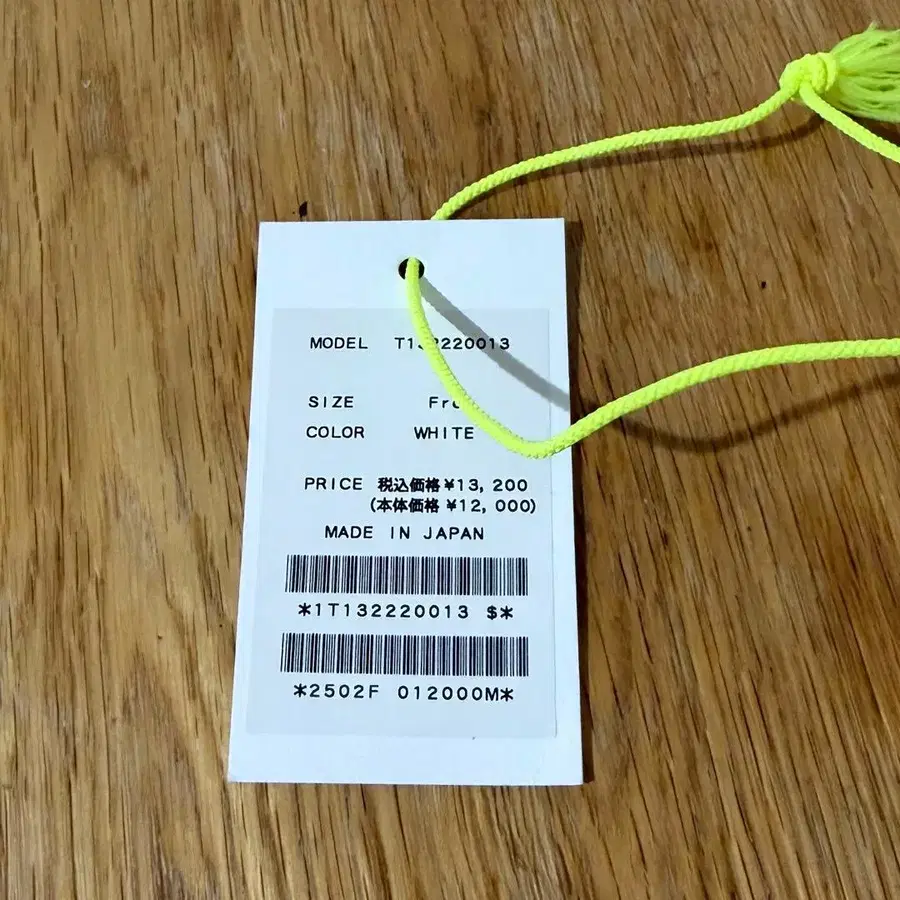 MODEL T132220013
SIZE
COLOR WHITE
PRICE 税込価格¥13,200
(本体価格 ¥12,000)
MADE IN JAPAN
*1T132220013 $*
*2502F 012000M*